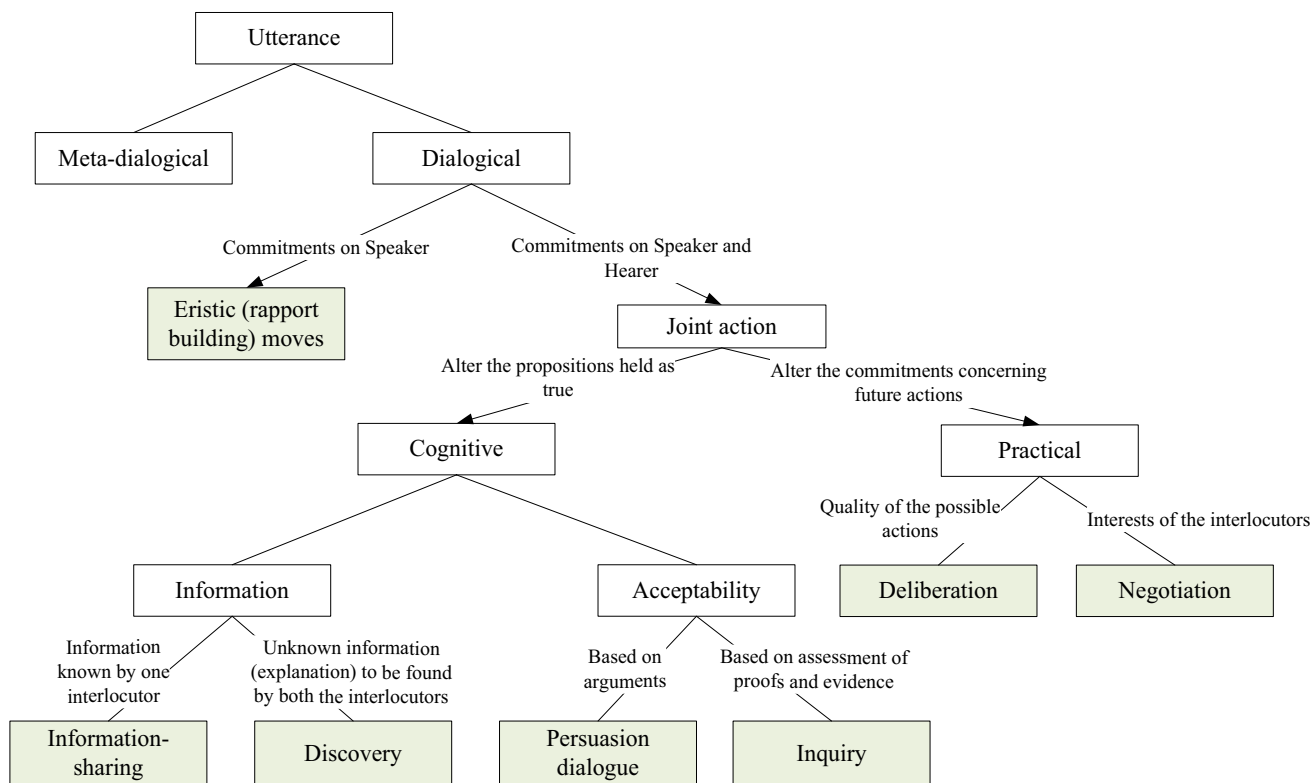 Utterance
Meta-dialogical
Dialogical
Commitments on Speaker
Commitments on Speaker and
Hearer
Eristic (rapport
building) moves
Joint action
Alter the propositions held as
true
Alter the commitments concerning
future actions
Cognitive
Practical
Quality of the possible
actions
Interests of the interlocutors
Information
Acceptability
Deliberation
Negotiation
Information
known by one
interlocutor
Unknown information
(explanation) to be found
by both the interlocutors
Based on
arguments
Based on assessment of
proofs and evidence
Information-
sharing
Discovery
Persuasion
dialogue
Inquiry